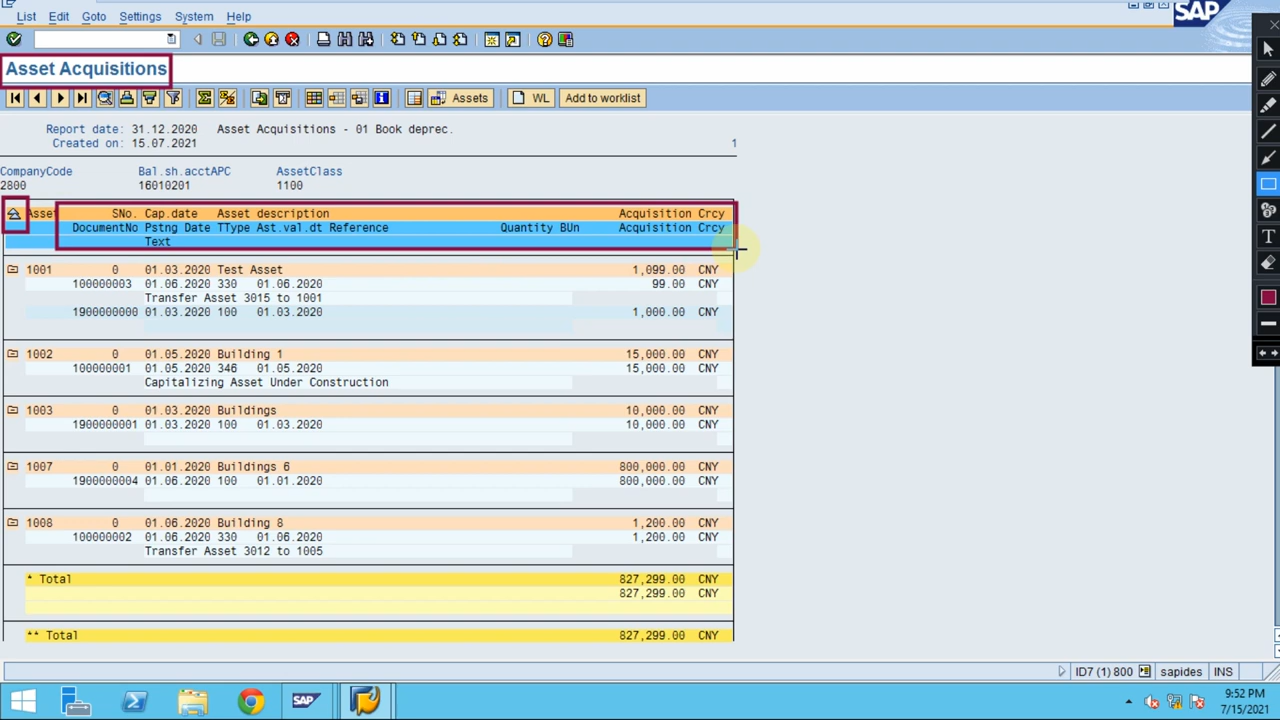 List Edit Goto Settings System Help
SAP
Asset Acquisitions
Assets WL Add to worklist
Report date: 31.12.2020 Asset Acquisitions - 01 Book deprec.
Created on: 15.07.2021 1
CompanyCode Bal.sh.acctAPC AssetClass
2800 16010201 1100
Asset SNo. Cap.date Asset description Acquisition Crcy
DocumentNo Pstng Date TType Ast.val.dt Reference Quantity BUn Acquisition Crcy
Text
1001 0 01.03.2020 Test Asset 1,099.00 CNY
100000003 01.06.2020 330 01.06.2020 99.00 CNY
Transfer Asset 3015 to 1001
1900000000 01.03.2020 100 01.03.2020 1,000.00 CNY
1002 0 01.05.2020 Building 1 15,000.00 CNY
100000001 01.05.2020 346 01.05.2020 15,000.00 CNY
Capitalizing Asset Under Construction
1003 0 01.03.2020 Buildings 10,000.00 CNY
1900000001 01.03.2020 100 01.03.2020 10,000.00 CNY
1007 0 01.01.2020 Buildings 6 800,000.00 CNY
1900000004 01.06.2020 100 01.01.2020 800,000.00 CNY
1008 0 01.06.2020 Building 8 1,200.00 CNY
100000002 01.06.2020 330 01.06.2020 1,200.00 CNY
Transfer Asset 3012 to 1005
* Total 827,299.00 CNY
827,299.00 CNY
** Total 827,299.00 CNY
ID7 (1) 800 sapides INS
SAP
9:52 PM
7/15/2021